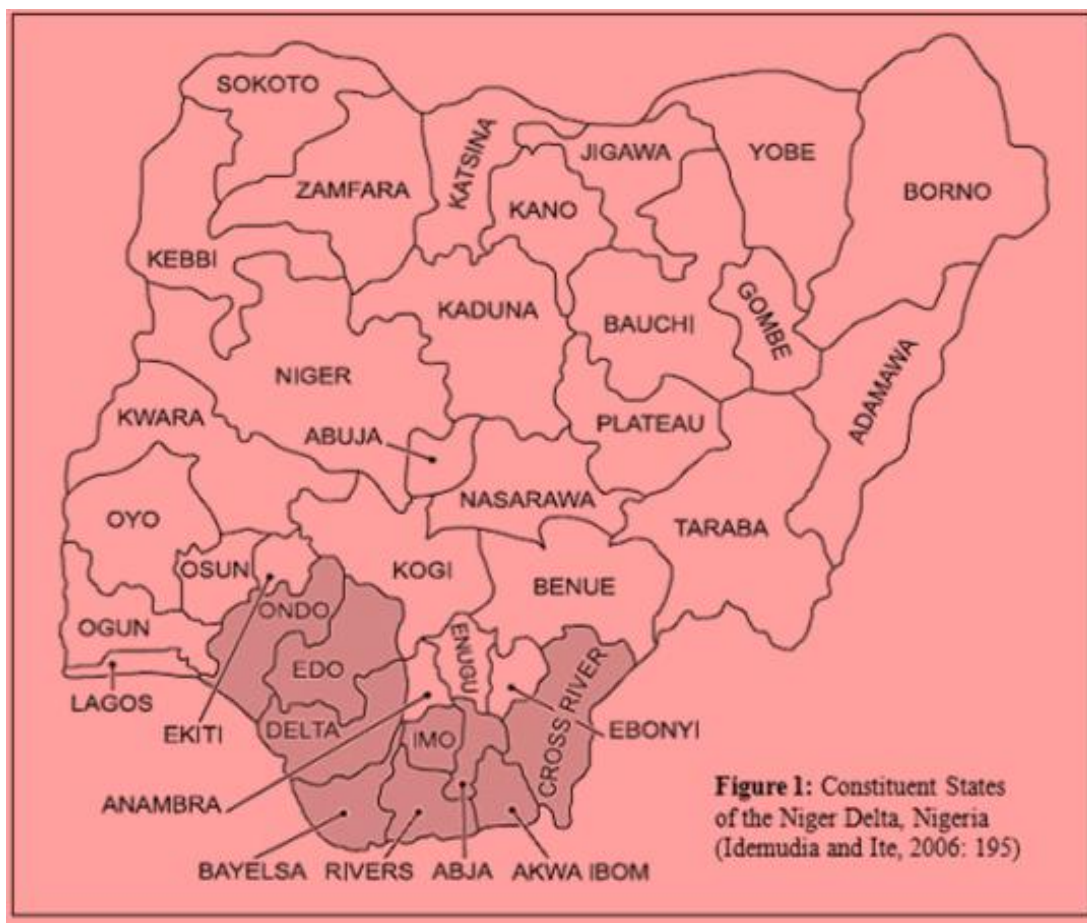 SOKOTO
KATSINA
JIGAWA
YOBE
BORNO
ZAMFARA
KANO
KEBBI
KADUNA
BAUCHI
GOMBE
ADAMAWA
NIGER
KWARA
PLATEAU
ABUJA
NASARAWA
OYO
TARABA
OSUN
KOGI
BENUE
ONDO
OGUN
ENUGU
EDO
CROSS RIVER
LAGOS
EKITI
DELTA
IMO
EBONYI
ANAMBRA
BAYELSA
RIVERS
ABJA
AKWA IBOM
Figure 1: Constituent States
of the Niger Delta, Nigeria
(Idemudia and Ite, 2006: 195)